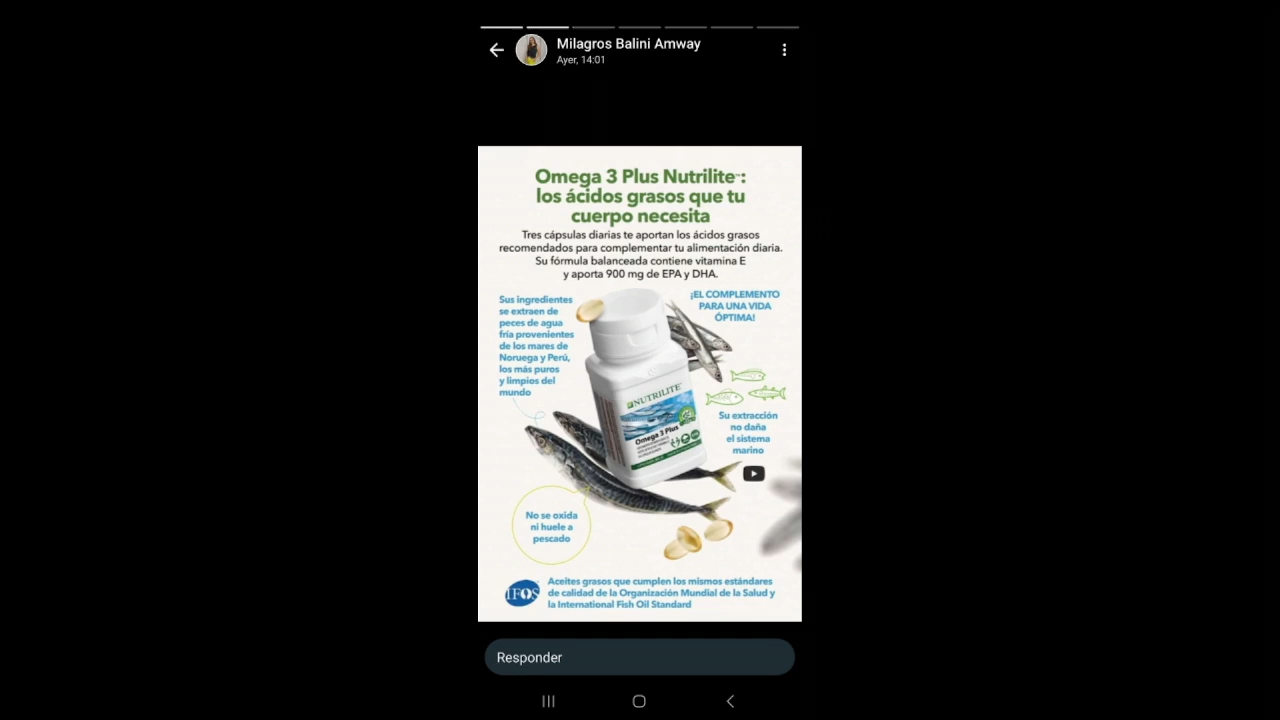 Milagros Balini Amway
Ayer, 14:01
Omega 3 Plus Nutrilite™:
los ácidos grasos que tu
cuerpo necesita
Tres cápsulas diarias te aportan los ácidos grasos
recomendados para complementar tu alimentación diaria.
Su fórmula balanceada contiene vitamina E
y aporta 900 mg de EPA y DHA.
Sus ingredientes
se extraen de
peces de agua
fría provenientes
de los mares de
Noruega y Perú,
los más puros
y limpios del
mundo
¡EL COMPLEMENTO
PARA UNA VIDA
ÓPTIMA!
NUTRILITE
Omega 3 Plus
Su extracción
no daña
el sistema
marino
No se oxida
ni huele a
pescado
IFOS
Aceites grasos que cumplen los mismos estándares
de calidad de la Organización Mundial de la Salud y
la International Fish Oil Standard
Responder